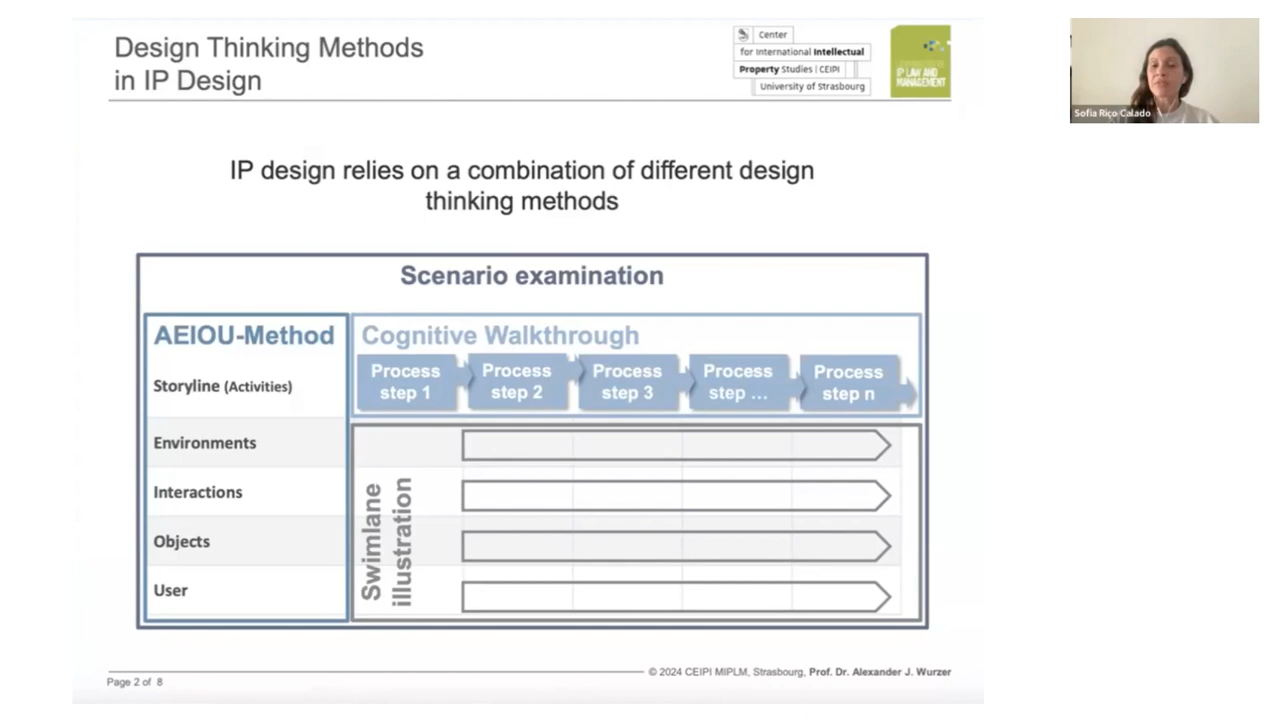 Design Thinking Methods
in IP Design
Center
for International Intellectual
Property Studies | CEIPI
University of Strasbourg
IP LAW AND
MANAGEMENT
Sofia Riço Calado
IP design relies on a combination of different design
thinking methods
Scenario examination
AEIOU-Method
Cognitive Walkthrough
Storyline (Activities)
Process
step 1
Process
step 2
Process
step 3
Process
step ...
Process
step n
Environments
Interactions
Objects
User
Swimlane
illustration
© 2024 CEIPI MIPLM, Strasbourg, Prof. Dr. Alexander J. Wurzer
Page 2 of 8